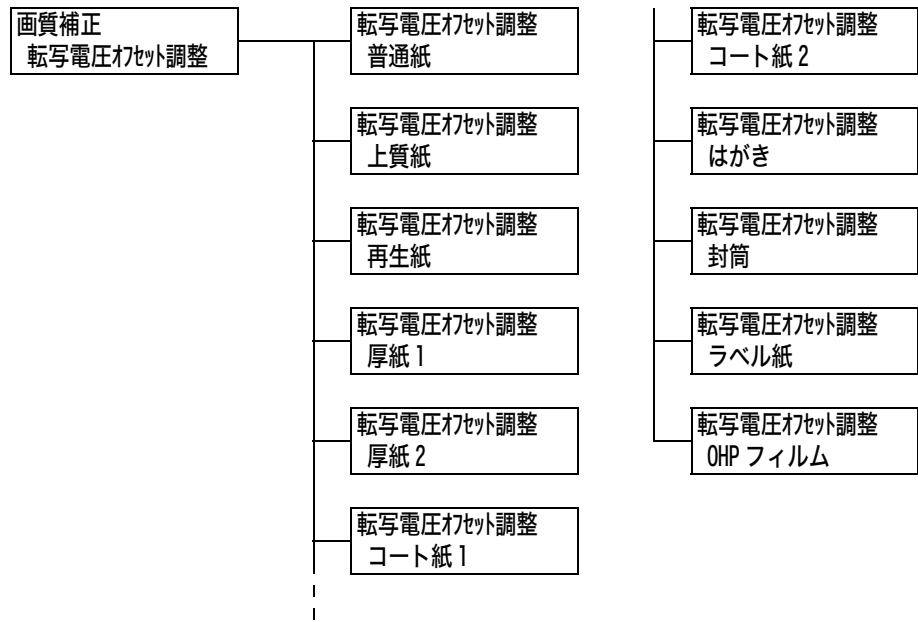 画質補正
転写電圧ｵﾌｾｯﾄ調整
転写電圧ｵﾌｾｯﾄ調整
普通紙
転写電圧ｵﾌｾｯﾄ調整
上質紙
転写電圧ｵﾌｾｯﾄ調整
再生紙
転写電圧ｵﾌｾｯﾄ調整
厚紙 1
転写電圧ｵﾌｾｯﾄ調整
厚紙 2
転写電圧ｵﾌｾｯﾄ調整
コート紙 1
転写電圧ｵﾌｾｯﾄ調整
コート紙 2
転写電圧ｵﾌｾｯﾄ調整
はがき
転写電圧ｵﾌｾｯﾄ調整
封筒
転写電圧ｵﾌｾｯﾄ調整
ラベル紙
転写電圧ｵﾌｾｯﾄ調整
OHP フィルム